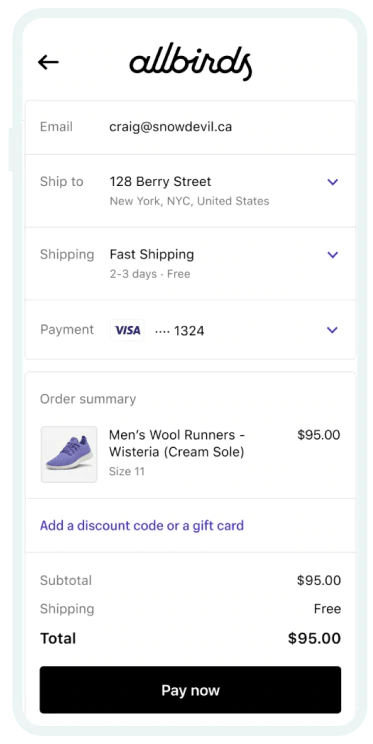 allbirds
Email craig@snowdevil.ca
Ship to 128 Berry Street
New York, NYC, United States
Shipping Fast Shipping
2-3 days · Free
Payment VISA ···· 1324
Order summary
Men's Wool Runners - $95.00
Wisteria (Cream Sole)
Size 11
Add a discount code or a gift card
Subtotal $95.00
Shipping Free
Total $95.00
Pay now